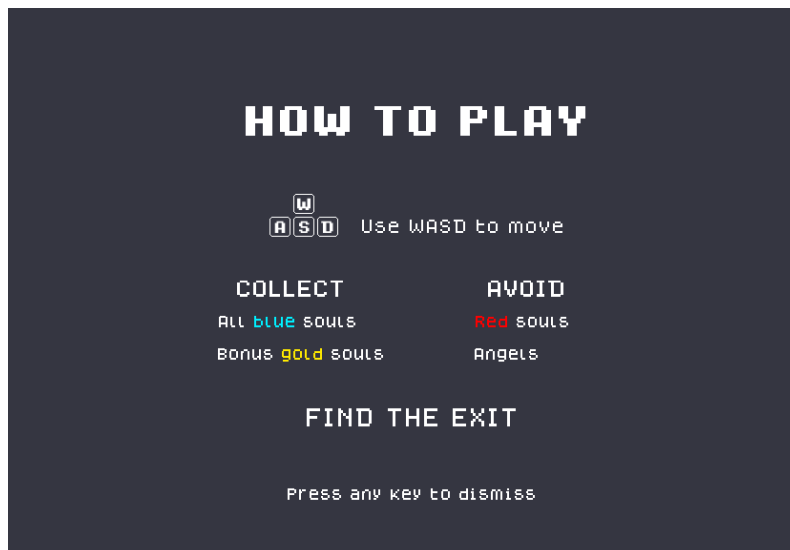 HOW TO PLAY
W
A S D Use WASD to move
COLLECT AVOID
All blue souls Red souls
Bonus gold souls Angels
FIND THE EXIT
Press any key to dismiss